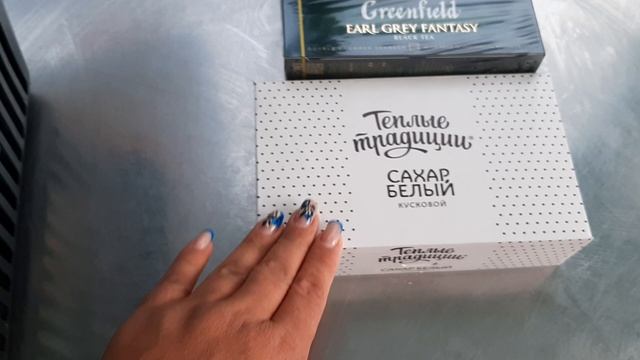 Greenfield
EARL GREY FANTASY
BLACK TEA
Теплые
традиции
САХАР
БЕЛЫЙ
КУСКОВОЙ
Теплые
традиции
САХАР БЕЛЫЙ